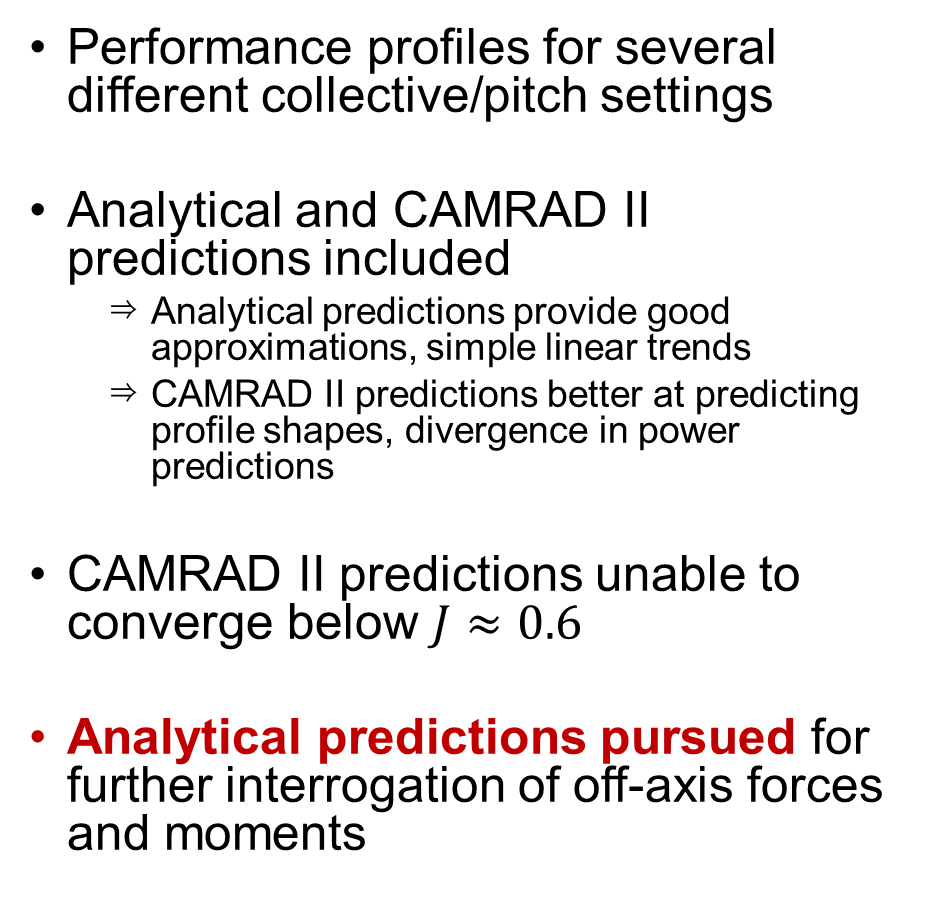 • Performance profiles for several
different collective/pitch settings
• Analytical and CAMRAD II
predictions included
⇒ Analytical predictions provide good
approximations, simple linear trends
⇒ CAMRAD II predictions better at predicting
profile shapes, divergence in power
predictions
• CAMRAD II predictions unable to
converge below J ≈ 0.6
• Analytical predictions pursued for
further interrogation of off-axis forces
and moments